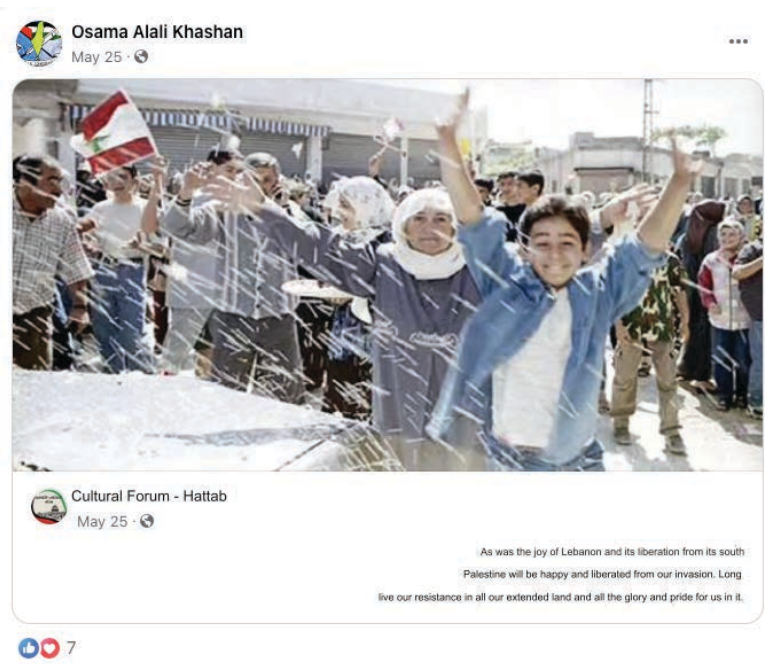 Osama Alali Khashan
May 25 ·
Cultural Forum - Hattab
May 25 ·
As was the joy of Lebanon and its liberation from its south
Palestine will be happy and liberated from our invasion. Long
live our resistance in all our extended land and all the glory and pride for us in it.
7